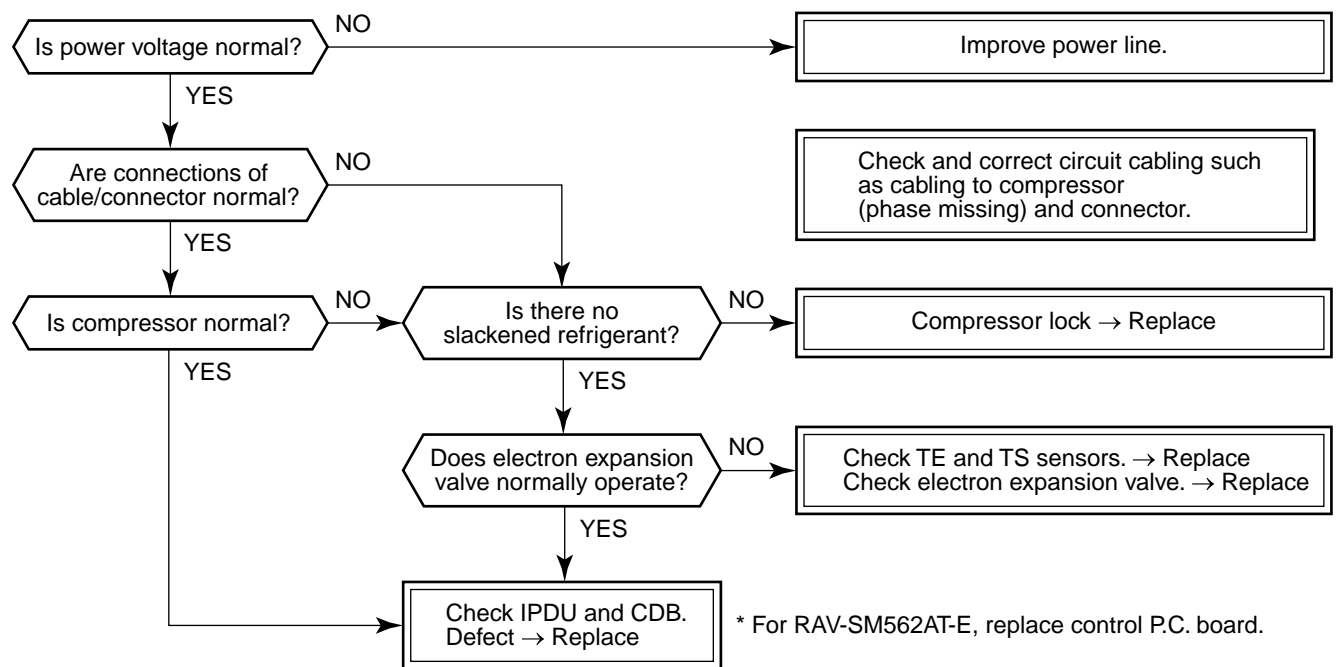 Is power voltage normal?
NO
Improve power line.
YES
Are connections of
cable/connector normal?
NO
Check and correct circuit cabling such
as cabling to compressor
(phase missing) and connector.
YES
Is compressor normal?
NO
Is there no
slackened refrigerant?
NO
Compressor lock → Replace
YES
YES
Does electron expansion
valve normally operate?
NO
Check TE and TS sensors. → Replace
Check electron expansion valve. → Replace
YES
Check IPDU and CDB.
Defect → Replace
* For RAV-SM562AT-E, replace control P.C. board.